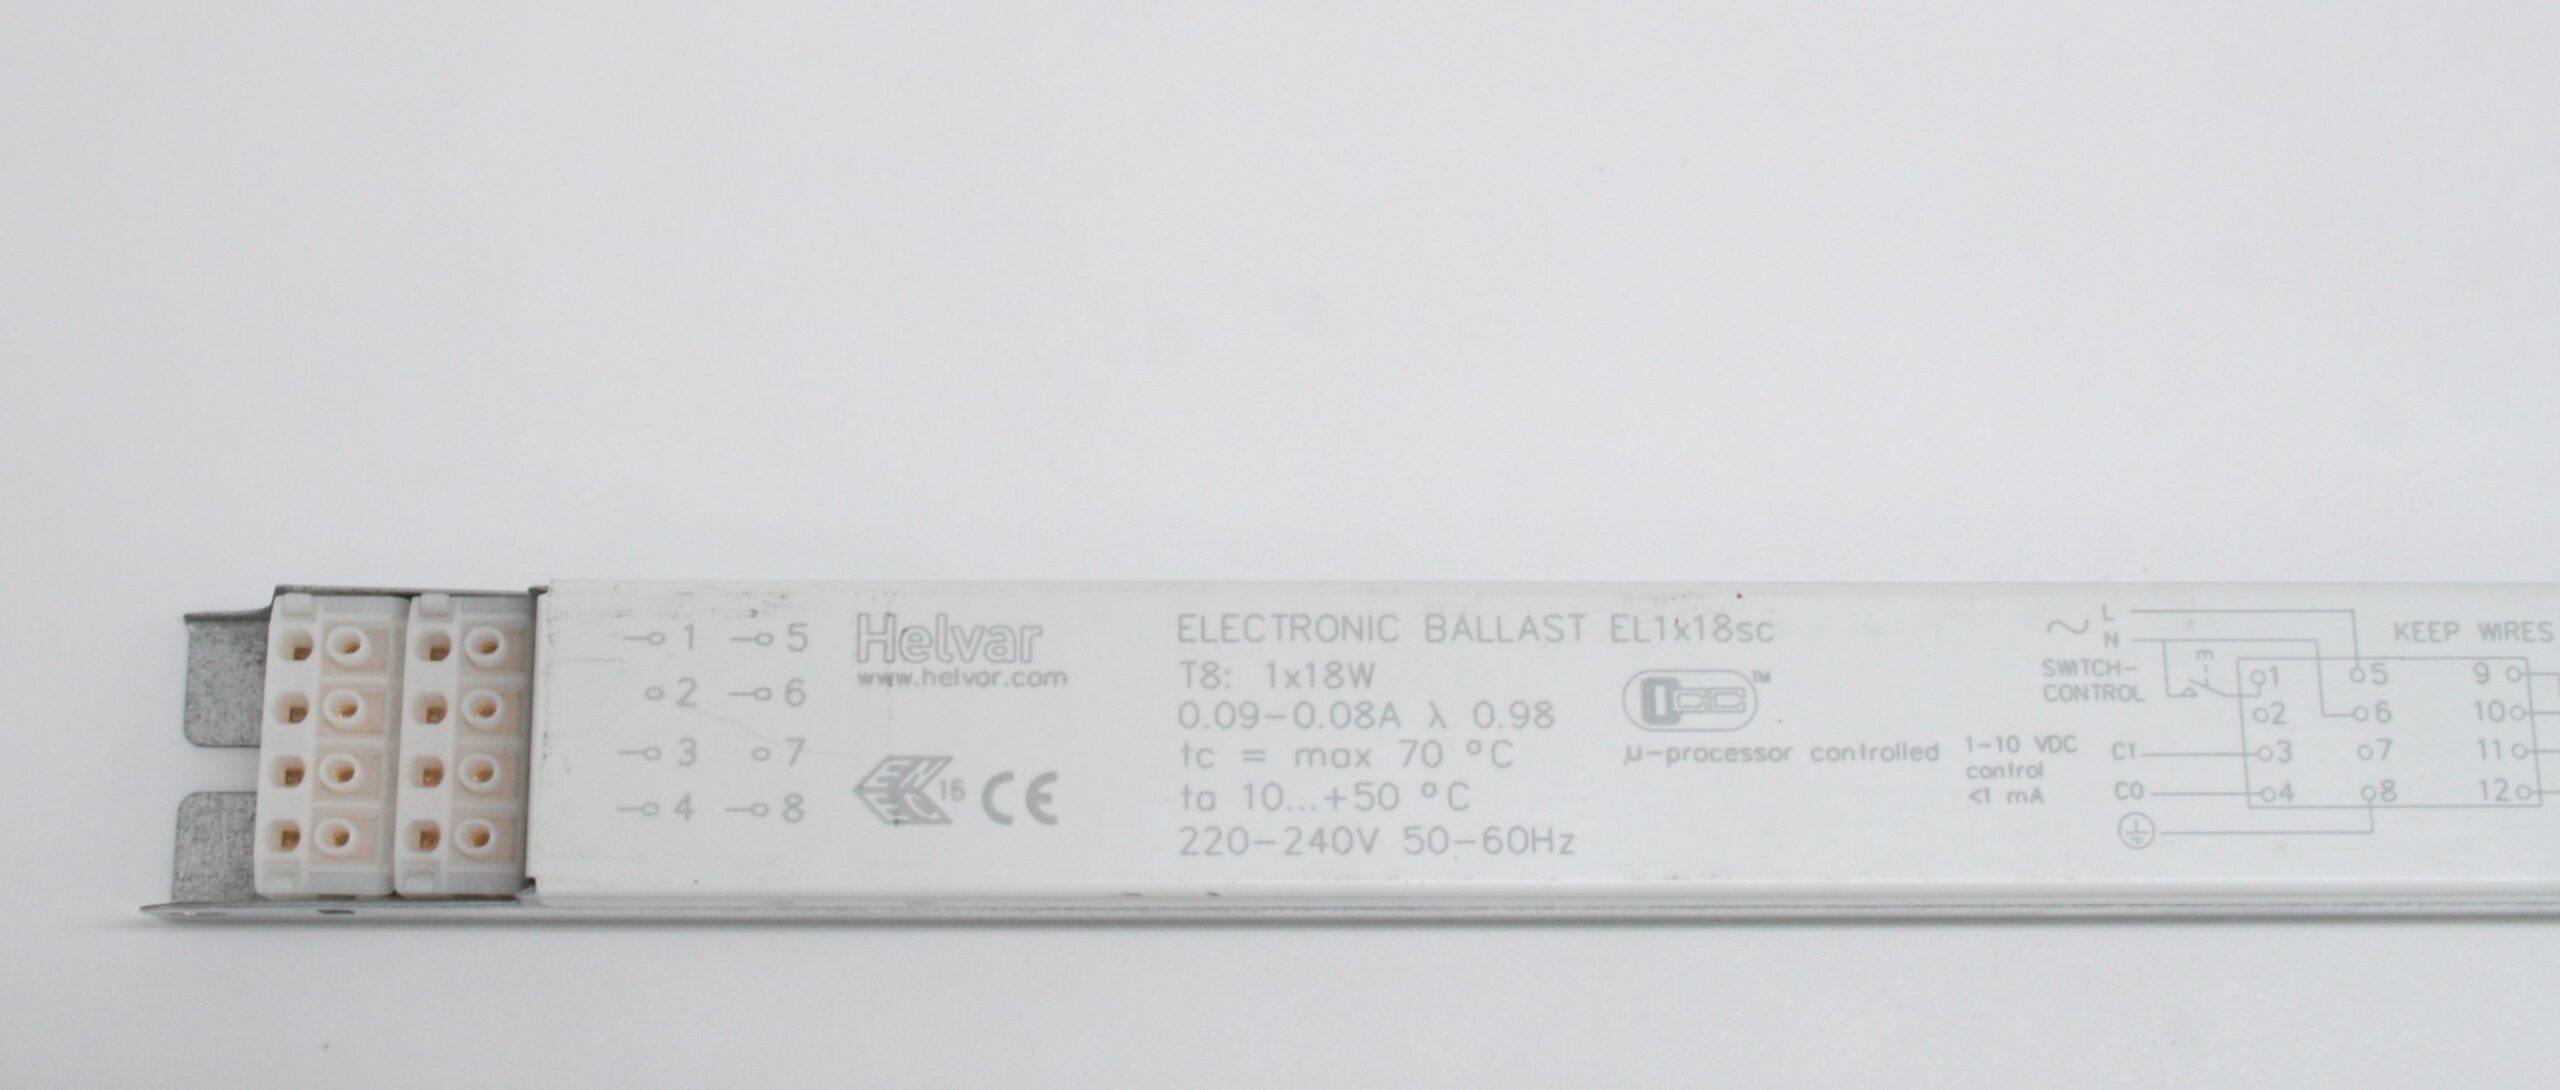 1 5
2 6
3 7
4 8
Helvar
www.helvar.com
ENEC 16 CE
ELECTRONIC BALLAST EL1x18sc
T8: 1x18W
0.09-0.08A λ 0.98
tc = max 70 °C
ta 10...+50 °C
220-240V 50-60Hz
CC™
µ-processor controlled
~ L
N
SWITCH-
CONTROL
1-10 VDC
control
<1 mA
C1
C0
KEEP WIRES
1 5 9
2 6 10
3 7 11
4 8 12